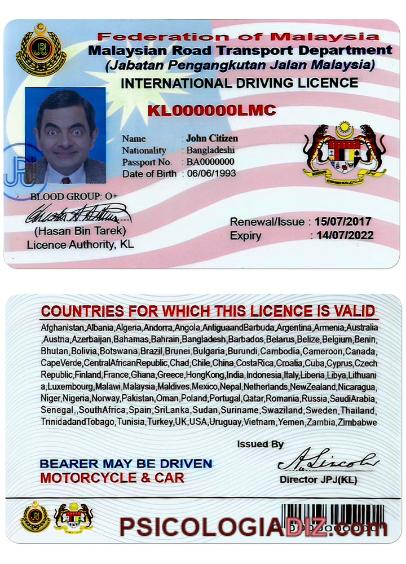 Federation of Malaysia
Malaysian Road Transport Department
(Jabatan Pengangkutan Jalan Malaysia)
INTERNATIONAL DRIVING LICENCE
KL000000LMC
Name John Citizen
Nationality : Bangladeshi
Passport No. : BA0000000
Date of Birth : 06/06/1993
BLOOD GROUP: O+
(Hasan Bin Tarek)
Licence Authority, KL
Renewal/Issue : 15/07/2017
Expiry : 14/07/2022
COUNTRIES FOR WHICH THIS LICENCE IS VALID
Afghanistan,Albania,Algeria,Andorra,Angola,AntiguaandBarbuda,Argentina,Armenia,Australia
Austria,Azerbaijan,Bahamas,Bahrain,Bangladesh,Barbados,Belarus,Belize,Belgium,Benin,
Bhutan,Bolivia,Botswana,Brazil,Brunei,Bulgaria,Burundi,Cambodia,Cameroon,Canada,
CapeVerde,CentralAfricanRepublic,Chad,Chile,China,CostaRica,Croatia,Cuba,Cyprus,Czech
Republic,Finland,France,Ghana,Greece,HongKong,India,Indonesia,Italy,Liberia,Libya,Lithuani
a,Luxembourg,Malawi,Malaysia,Maldives,Mexico,Nepal,Netherlands,NewZealand,Nicaragua,
Niger,Nigeria,Norway,Pakistan,Oman,Poland,Portugal,Qatar,Romania,Russia,SaudiArabia,
Senegal,,SouthAfrica,Spain,SriLanka,Sudan,Suriname,Swaziland,Sweden,Thailand,
TrinidadandTobago,Tunisia,Turkey,UK,USA,Uruguay,Vietnam,Yemen,Zambia,Zimbabwe
Issued By
A. Lincoln
Director JPJ(KL)
BEARER MAY BE DRIVEN
MOTORCYCLE & CAR
PSICOLOGIADIZ.com